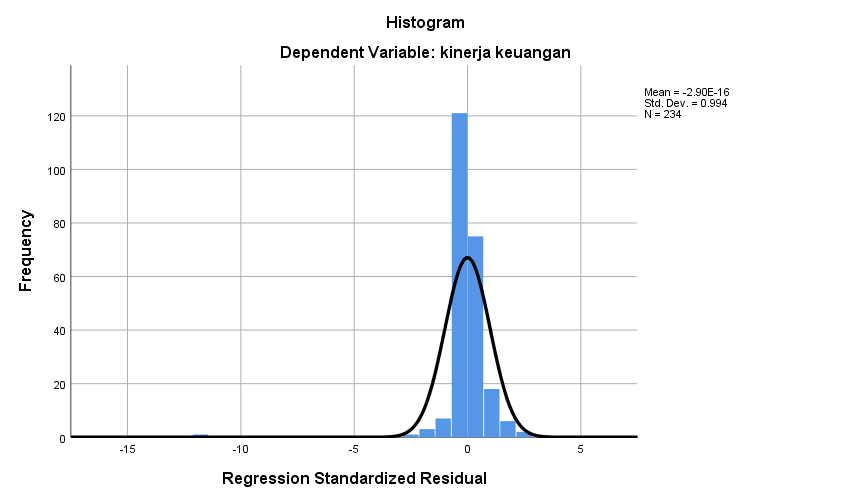 Histogram
Dependent Variable: kinerja keuangan
Mean = -2.90E-16
Std. Dev. = 0.994
N = 234
Frequency
120
100
80
60
40
20
0
-15
-10
-5
0
5
Regression Standardized Residual